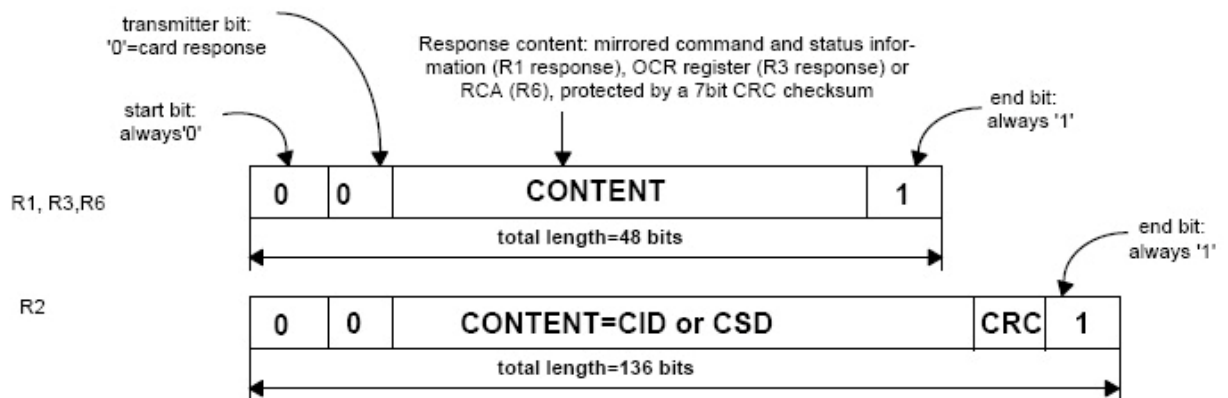 transmitter bit:
'0'=card response
Response content: mirrored command and status infor-
mation (R1 response), OCR register (R3 response) or
RCA (R6), protected by a 7bit CRC checksum
start bit:
always'0'
end bit:
always '1'
R1, R3,R6
0 0 CONTENT 1
total length=48 bits
end bit:
always '1'
R2
0 0 CONTENT=CID or CSD CRC 1
total length=136 bits